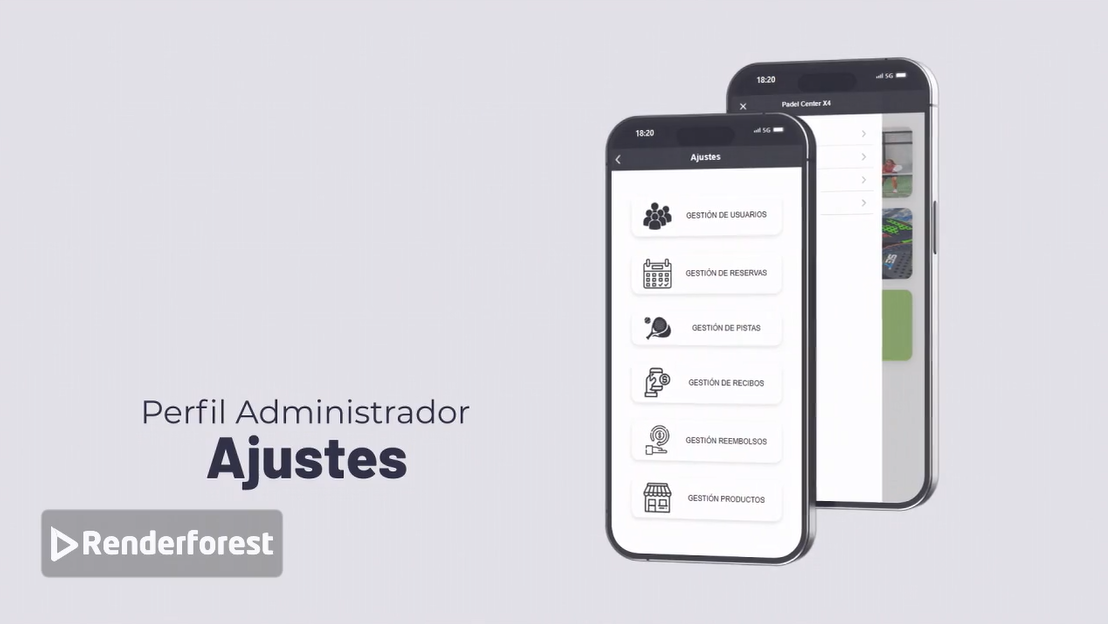 Perfil Administrador
Ajustes
Renderforest
18:20
5G
Ajustes
GESTIÓN DE USUARIOS
GESTIÓN DE RESERVAS
GESTIÓN DE PISTAS
GESTIÓN DE RECIBOS
GESTIÓN REEMBOLSOS
GESTIÓN PRODUCTOS
18:20
5G
Padel Center X4